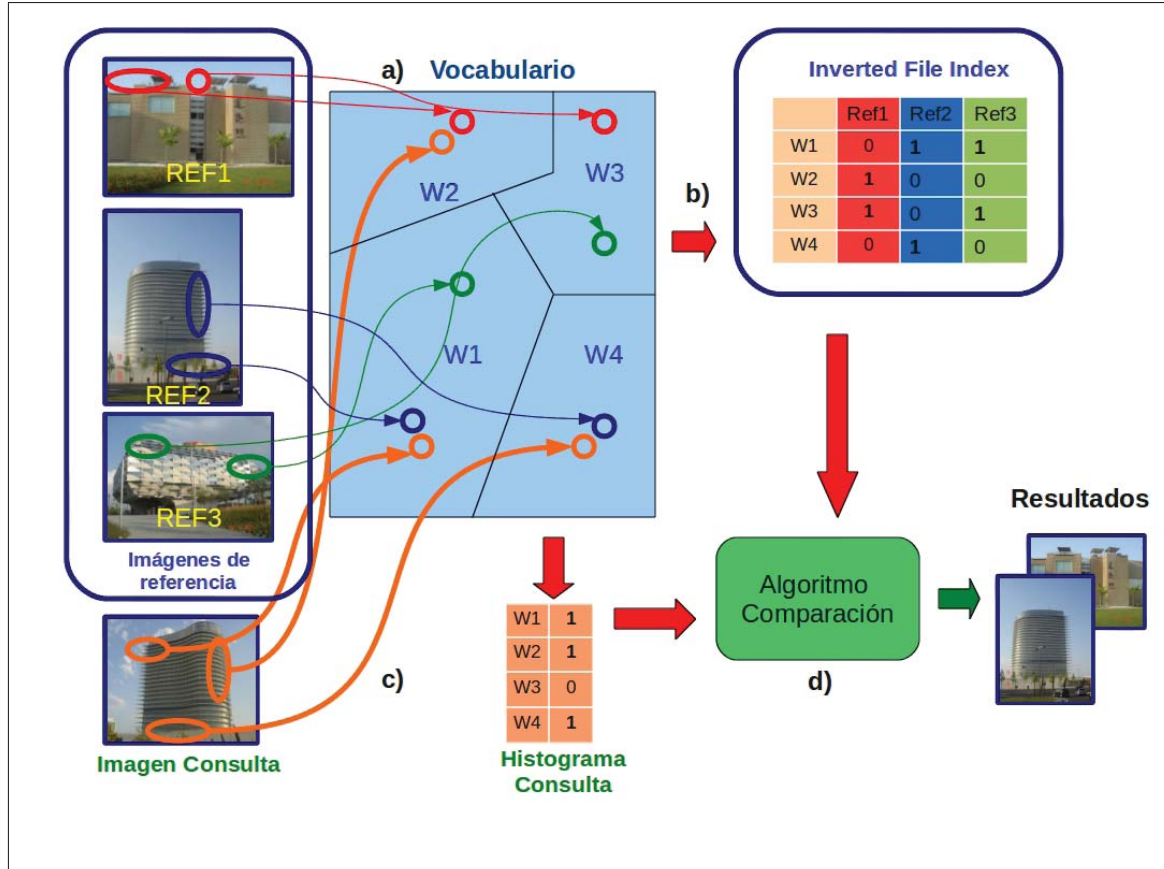 a)
Vocabulario
REF1
REF2
REF3
Imágenes de
referencia
W2
W3
W1
W4
b)
Inverted File Index
Ref1 Ref2 Ref3
W1 0 1 1
W2 1 0 0
W3 1 0 1
W4 0 1 0
Imagen Consulta
c)
W1 1
W2 1
W3 0
W4 1
Histograma
Consulta
Algoritmo
Comparación
d)
Resultados